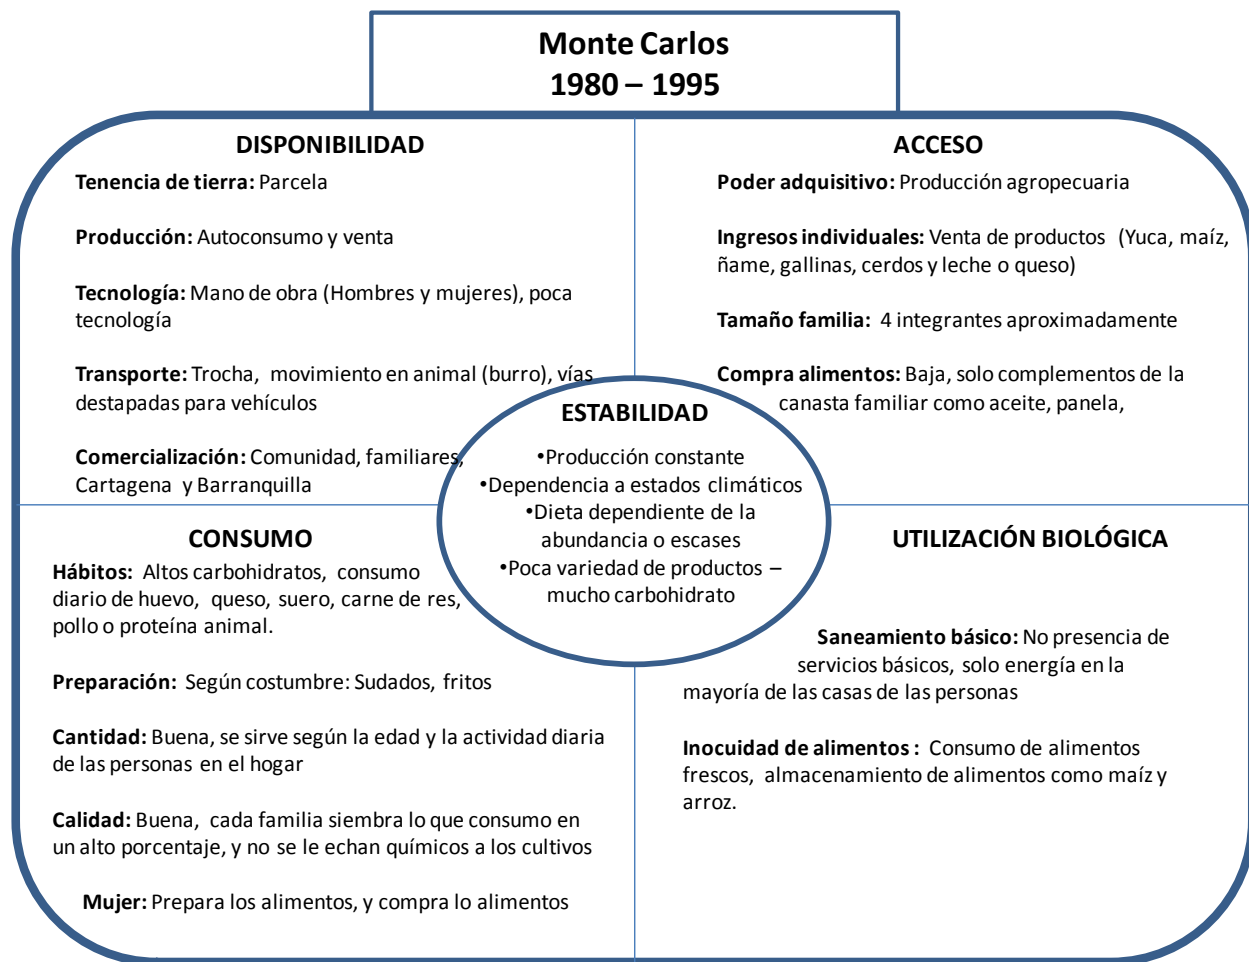 Monte Carlos
1980 – 1995
DISPONIBILIDAD
Tenencia de tierra: Parcela
Producción: Autoconsumo y venta
Tecnología: Mano de obra (Hombres y mujeres), poca
tecnología
Transporte: Trocha, movimiento en animal (burro), vías
destapadas para vehículos
Comercialización: Comunidad, familiares,
Cartagena y Barranquilla
ACCESO
Poder adquisitivo: Producción agropecuaria
Ingresos individuales: Venta de productos (Yuca, maíz,
ñame, gallinas, cerdos y leche o queso)
Tamaño familia: 4 integrantes aproximadamente
Compra alimentos: Baja, solo complementos de la
canasta familiar como aceite, panela,
ESTABILIDAD
•Producción constante
•Dependencia a estados climáticos
•Dieta dependiente de la
abundancia o escases
•Poca variedad de productos –
mucho carbohidrato
CONSUMO
Hábitos: Altos carbohidratos, consumo
diario de huevo, queso, suero, carne de res,
pollo o proteína animal.
Preparación: Según costumbre: Sudados, fritos
Cantidad: Buena, se sirve según la edad y la actividad diaria
de las personas en el hogar
Calidad: Buena, cada familia siembra lo que consumo en
un alto porcentaje, y no se le echan químicos a los cultivos
Mujer: Prepara los alimentos, y compra lo alimentos
UTILIZACIÓN BIOLÓGICA
Saneamiento básico: No presencia de
servicios básicos, solo energía en la
mayoría de las casas de las personas
Inocuidad de alimentos : Consumo de alimentos
frescos, almacenamiento de alimentos como maíz y
arroz.